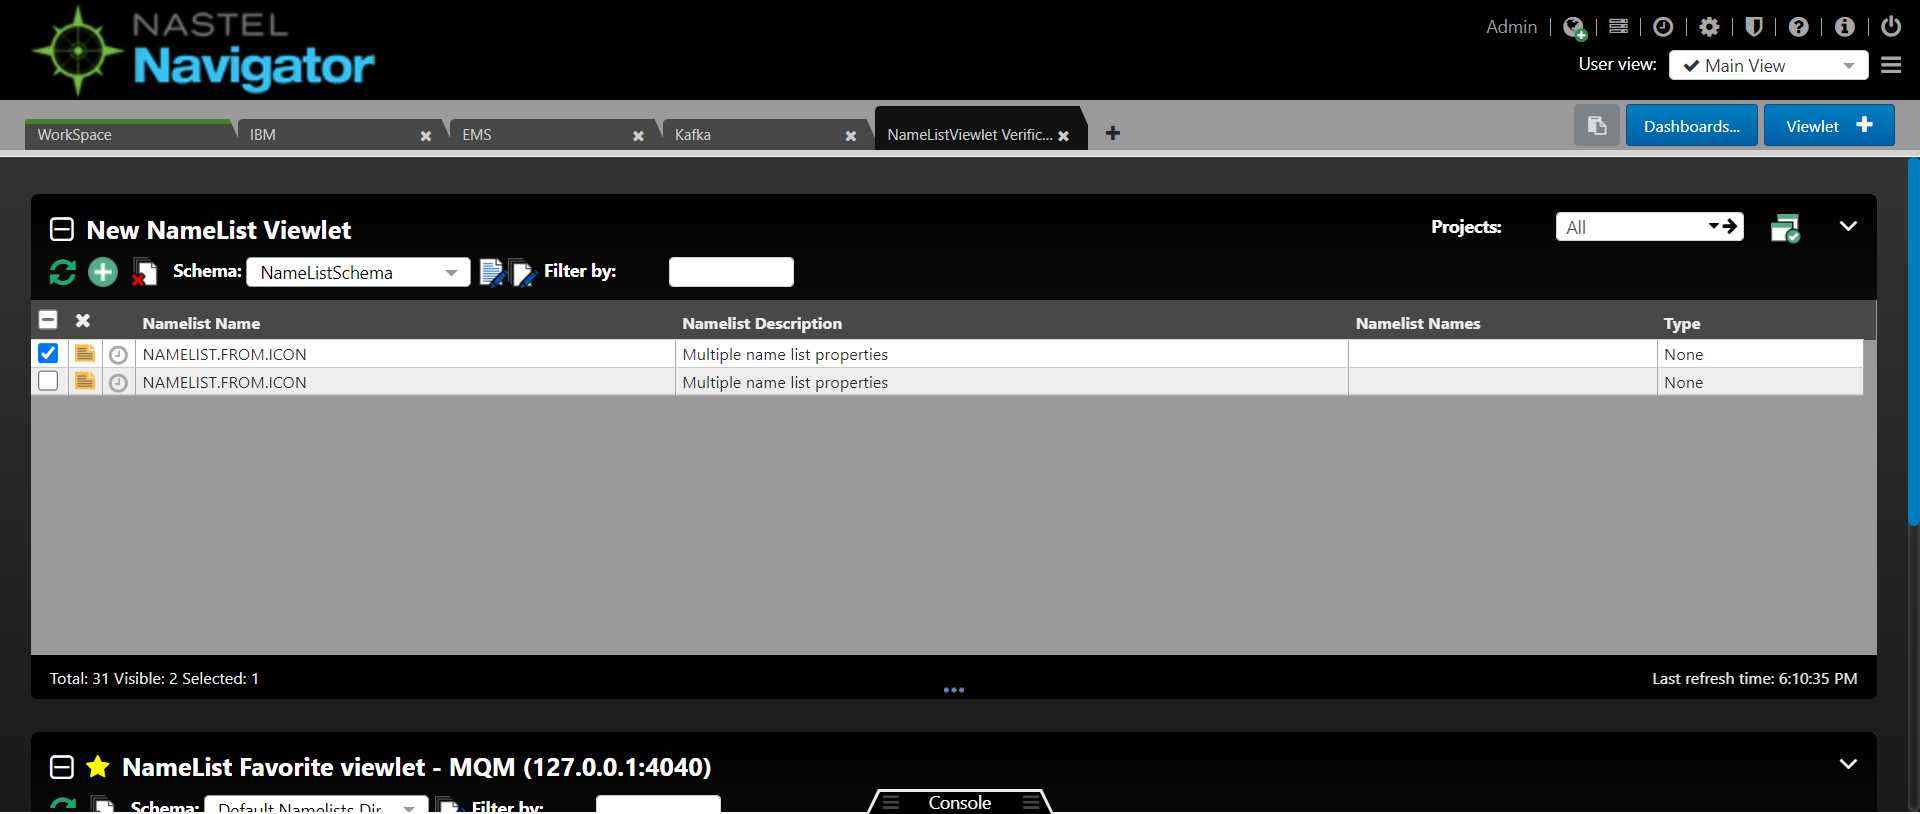 NASTEL
Navigator
Admin
User view: Main View
WorkSpace IBM EMS Kafka NameListViewlet Verific...
Dashboards... Viewlet
New NameList Viewlet
Projects: All
Schema: NameListSchema Filter by:
Namelist Name Namelist Description Namelist Names Type
NAMELIST.FROM.ICON Multiple name list properties None
NAMELIST.FROM.ICON Multiple name list properties None
Total: 31 Visible: 2 Selected: 1
Last refresh time: 6:10:35 PM
NameList Favorite viewlet - MQM (127.0.0.1:4040)
Schema: Default Namelists Dir Filter by:
Console